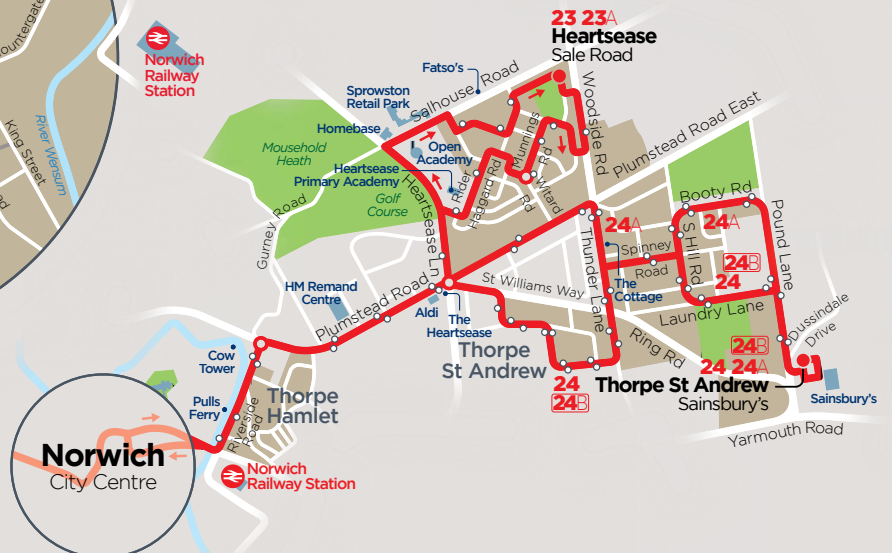 ountergate
King Street
River Wensum
Norwich
Railway
Station
23 23A
Heartsease
Sale Road
Fatso's
Salhouse Road
Sprowston
Retail Park
Homebase
Mousehold
Heath
Open
Academy
Heartsease
Primary Academy
Golf
Course
Gurney Road
Heartsease Ln
Rider
Haggard Rd
Munnings
Rd
Witard
Rd
Woodside Rd
Plumstead Road East
Booty Rd
Pound Lane
24A
24A
S Hill Rd
Spinney
Road
24B
24
The
Cottage
Thunder Lane
St Williams Way
Laundry Lane
Dussindale
Drive
HM Remand
Centre
Plumstead Road
Aldi
The
Heartsease
Thorpe
St Andrew
Ring Rd
24B
24 24A
Thorpe St Andrew
Sainsbury's
Sainsbury's
24
24B
Yarmouth Road
Cow
Tower
Pulls
Ferry
Riverside
Road
Thorpe
Hamlet
Norwich
City Centre
Norwich
Railway Station